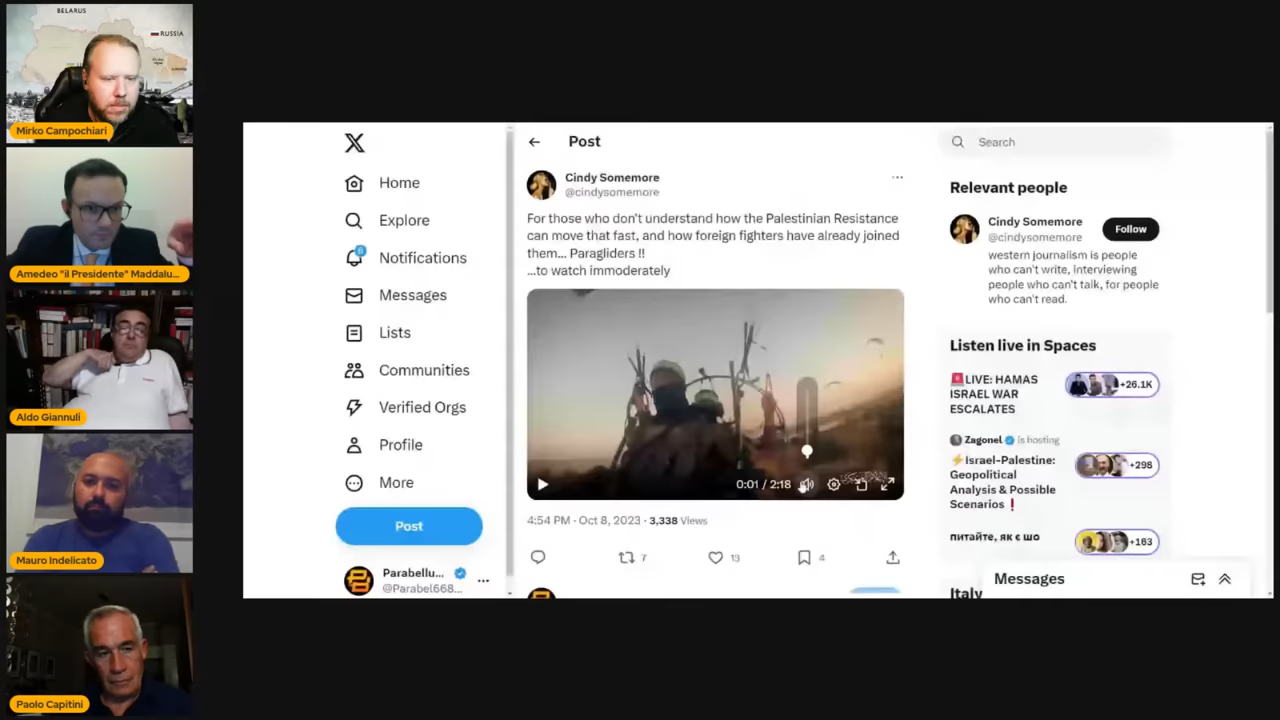 BELARUS
RUSSIA
Mirko Campochiari
Amedeo "il Presidente" Maddalu...
Aldo Giannuli
Mauro Indelicato
Paolo Capitini
Home
Explore
6
Notifications
Messages
Lists
Communities
Verified Orgs
Profile
More
Post
Parabellu...
@Parabel668...
Post
Cindy Somemore
@cindysomemore
For those who don't understand how the Palestinian Resistance
can move that fast, and how foreign fighters have already joined
them... Paragliders !!
...to watch immoderately
0:01 / 2:18
4:54 PM · Oct 8, 2023 · 3,338 Views
7
13
4
Search
Relevant people
Cindy Somemore
@cindysomemore
Follow
western journalism is people
who can't write, interviewing
people who can't talk, for people
who can't read.
Listen live in Spaces
🚨LIVE: HAMAS
ISRAEL WAR
ESCALATES
+26.1K
Zagonel is hosting
⚡Israel-Palestine:
Geopolitical
Analysis & Possible
Scenarios❗
+298
питайте, як є шо
+163
Messages
Italy